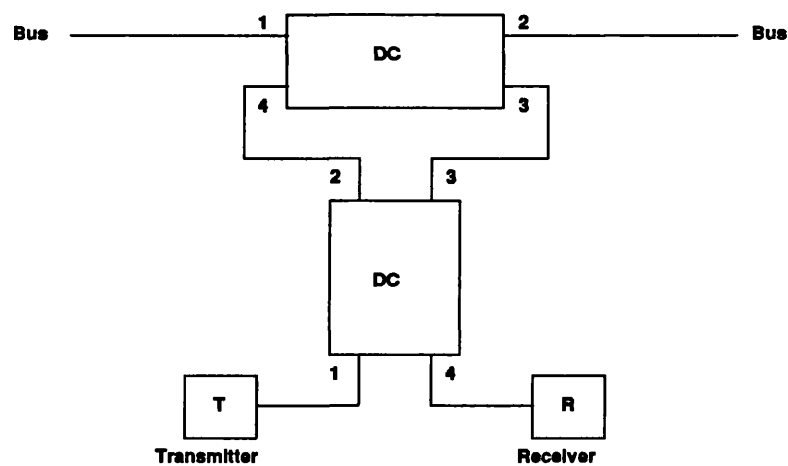 Bus 1 DC 2 Bus
4 3
2 3
DC
1 4
T R
Transmitter Receiver